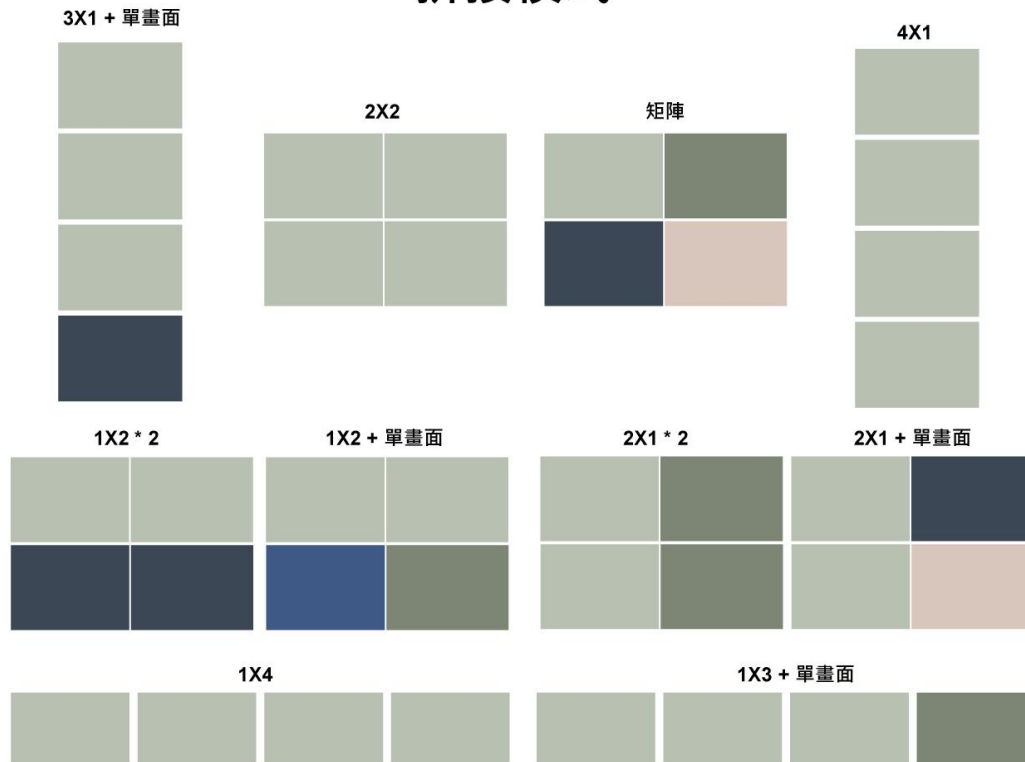 3X1 + 單畫面
4X1
2X2
矩陣
1X2 * 2
1X2 + 單畫面
2X1 * 2
2X1 + 單畫面
1X4
1X3 + 單畫面